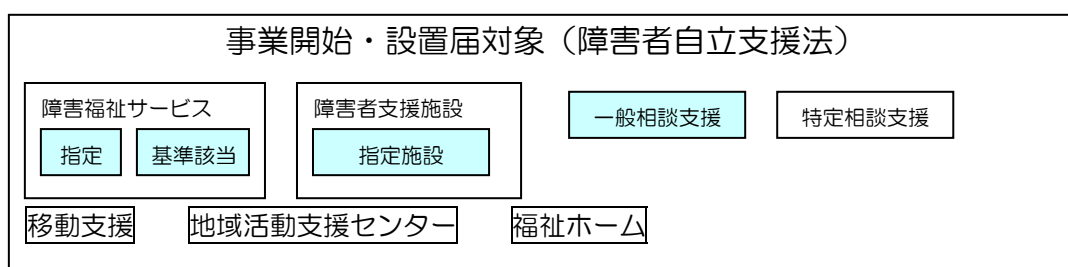 事業開始・設置届対象（障害者自立支援法）
障害福祉サービス
指定
基準該当
障害者支援施設
指定施設
一般相談支援
特定相談支援
移動支援
地域活動支援センター
福祉ホーム